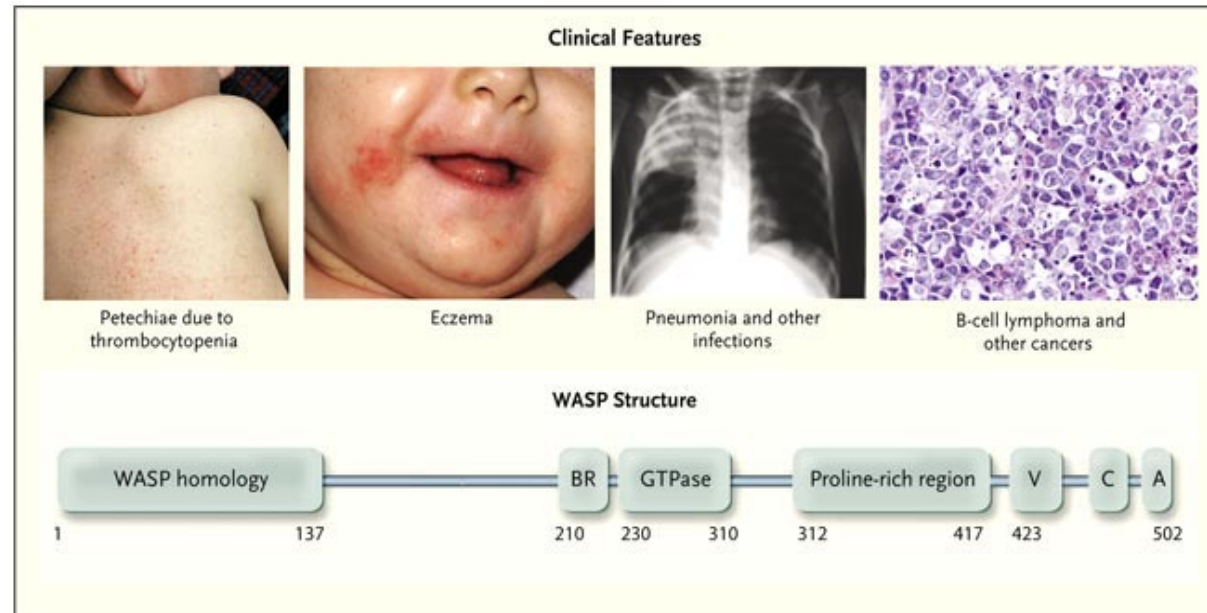 Clinical Features
Petechiae due to
thrombocytopenia
Eczema
Pneumonia and other
infections
B-cell lymphoma and
other cancers
WASP Structure
WASP homology
BR
GTPase
Proline-rich region
V
C
A
1
137
210
230
310
312
417
423
502